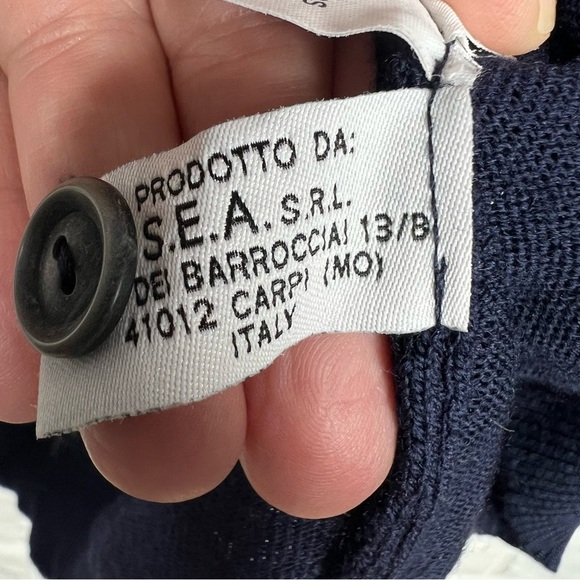 PRODOTTO DA:
S.E.A. S.R.L.
DEI BARROCCIAI 13/B
41012 CARPI (MO)
ITALY